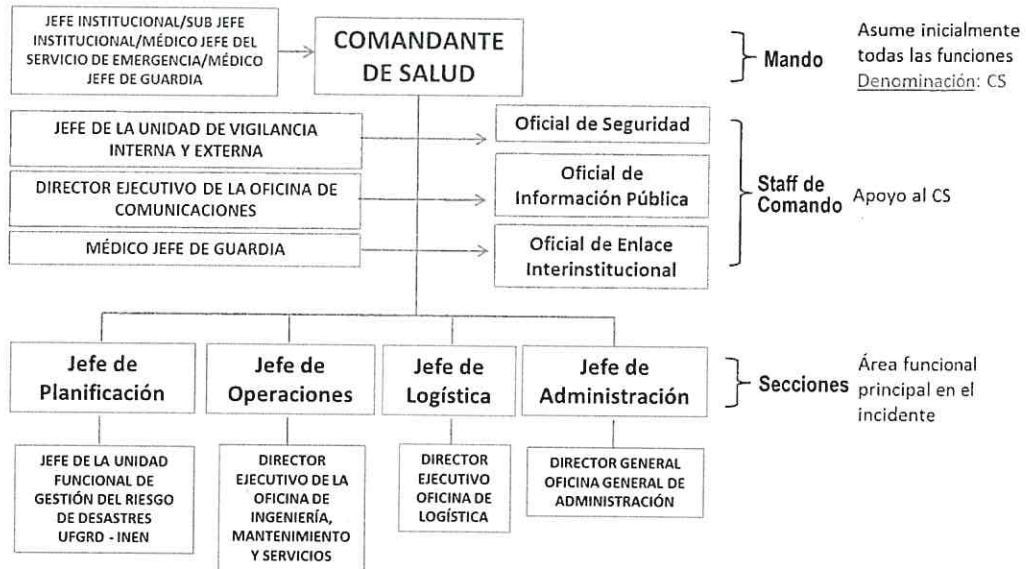 JEFE INSTITUCIONAL/SUB JEFE
INSTITUCIONAL/MÉDICO JEFE DEL
SERVICIO DE EMERGENCIA/MÉDICO
JEFE DE GUARDIA
COMANDANTE
DE SALUD
Mando
Asume inicialmente
todas las funciones
Denominación: CS
JEFE DE LA UNIDAD DE VIGILANCIA
INTERNA Y EXTERNA
Oficial de Seguridad
DIRECTOR EJECUTIVO DE LA OFICINA DE
COMUNICACIONES
Oficial de
Información Pública
MÉDICO JEFE DE GUARDIA
Oficial de Enlace
Interinstitucional
Staff de
Comando
Apoyo al CS
Jefe de
Planificación
Jefe de
Operaciones
Jefe de
Logística
Jefe de
Administración
Secciones
Área funcional
principal en el
incidente
JEFE DE LA UNIDAD
FUNCIONAL DE
GESTIÓN DEL RIESGO
DE DESASTRES
UFGRD - INEN
DIRECTOR
EJECUTIVO DE LA
OFICINA DE
INGENIERÍA,
MANTENIMIENTO
Y SERVICIOS
DIRECTOR
EJECUTIVO
OFICINA DE
LOGÍSTICA
DIRECTOR GENERAL
OFICINA GENERAL DE
ADMINISTRACIÓN